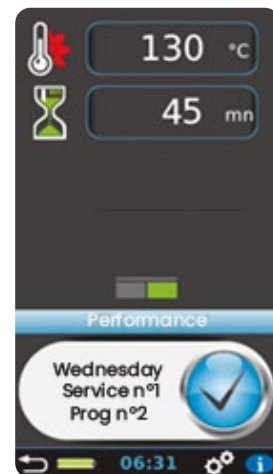 130 °C
45 mn
Performance
Wednesday
Service n°1
Prog n°2
06:31
i